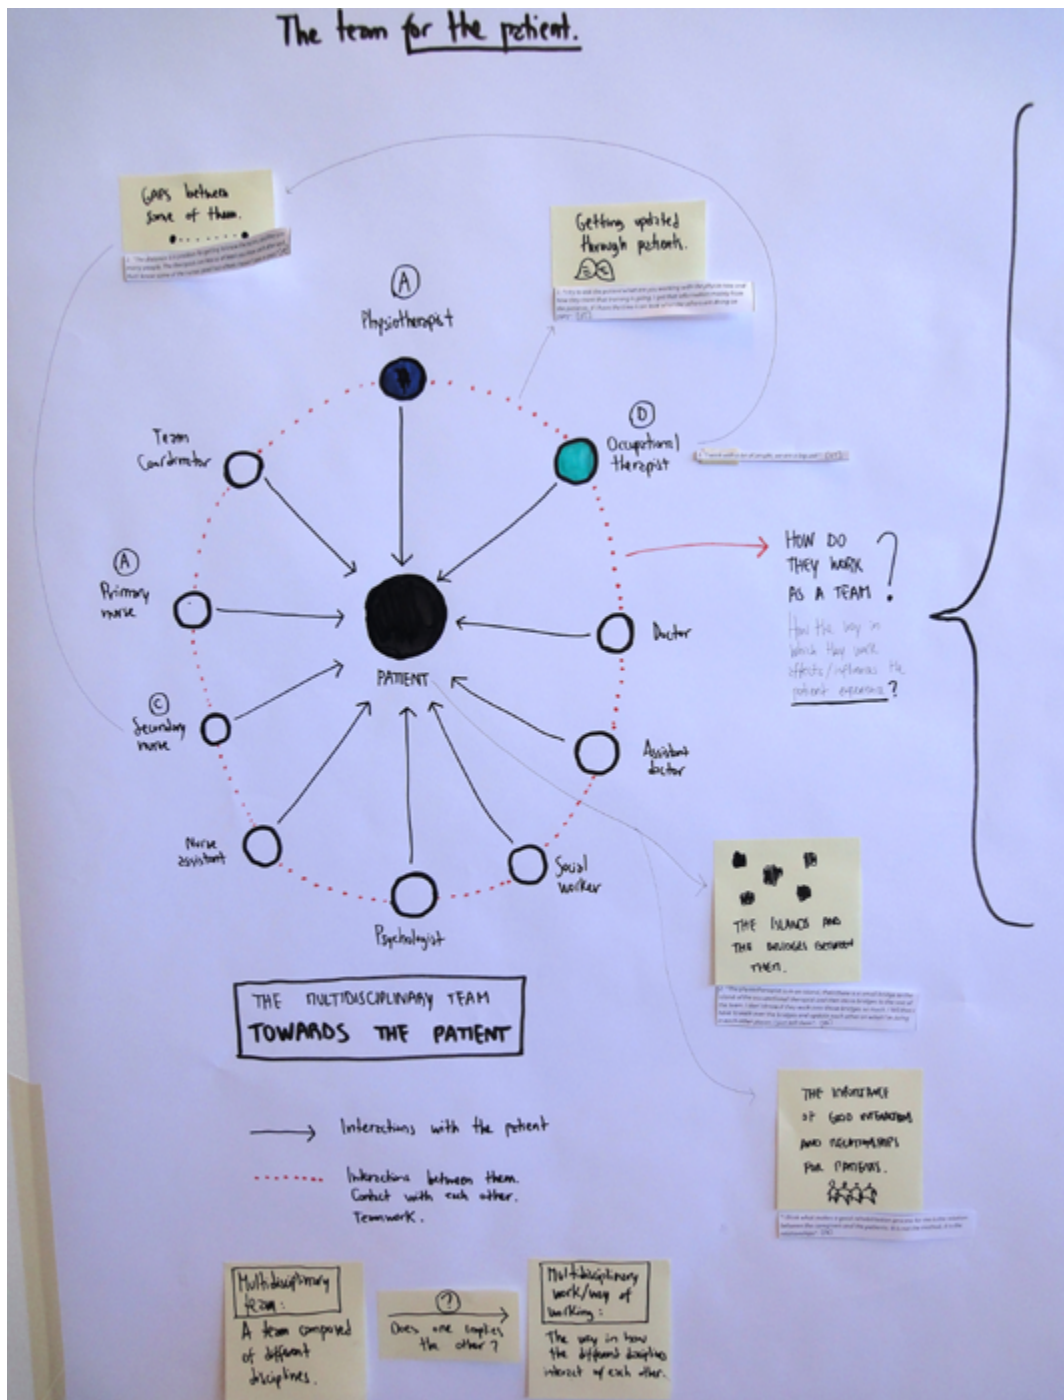 The team for the patient.
GAPS between
some of them.
Getting updated
through patients.
A
Physiotherapist
D
Occupational
therapist
Team
Coordinator
HOW DO
THEY WORK
AS A TEAM ?
How the way in
which they work
affects/influences the
patient experience?
A
Primary
nurse
Doctor
PATIENT
C
Secondary
nurse
Assistant
doctor
Nurse
assistant
Social
worker
Psychologist
THE ISLANDS AND
THE BRIDGES BETWEEN
THEM.
THE MULTIDISCIPLINARY TEAM
TOWARDS THE PATIENT
THE IMPORTANCE
OF GOOD INTERACTIONS
AND RELATIONSHIPS
FOR PATIENTS.
Interactions with the patient
Interactions between them.
Contact with each other.
Teamwork.
Multidisciplinary
team:
A team composed
of different
disciplines.
?
Does one implies
the other?
Multidisciplinary
work/way of
working:
The way in how
the different disciplines
interact w/ each other.